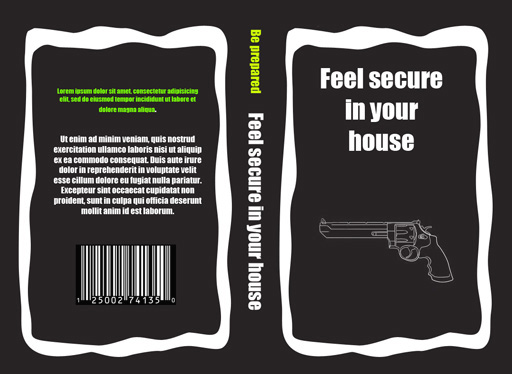 Lorem ipsum dolor sit amet, consectetur adipisicing
elit, sed do eiusmod tempor incididunt ut labore et
dolore magna aliqua.
Ut enim ad minim veniam, quis nostrud
exercitation ullamco laboris nisi ut aliquip
ex ea commodo consequat. Duis aute irure
dolor in reprehenderit in voluptate velit
esse cillum dolore eu fugiat nulla pariatur.
Excepteur sint occaecat cupidatat non
proident, sunt in culpa qui officia deserunt
mollit anim id est laborum.
1 25002 74135 0
Be prepared
Feel secure in your house
Feel secure
in your
house